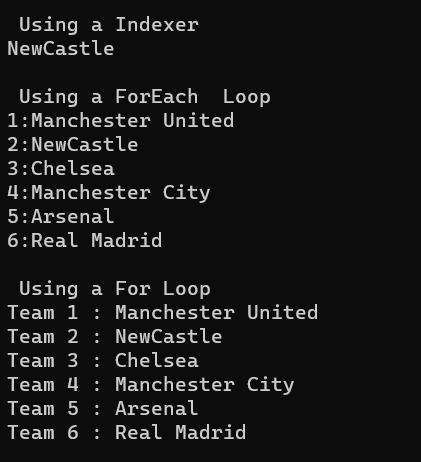 Using a Indexer
NewCastle
Using a ForEach  Loop
1:Manchester United
2:NewCastle
3:Chelsea
4:Manchester City
5:Arsenal
6:Real Madrid
Using a For Loop
Team 1 : Manchester United
Team 2 : NewCastle
Team 3 : Chelsea
Team 4 : Manchester City
Team 5 : Arsenal
Team 6 : Real Madrid